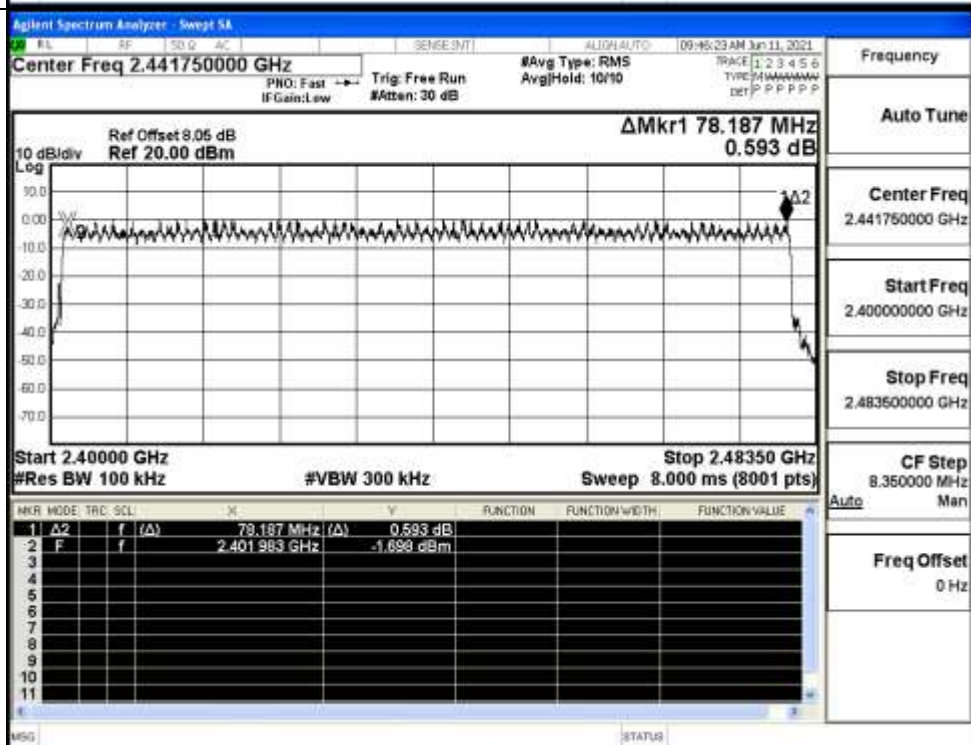 Agilent Spectrum Analyzer - Swept SA
RL RF 50 Ω AC SENSE:INT ALIGN AUTO 09:46:23 AM Jun 11, 2021
Center Freq 2.441750000 GHz
PNO: Fast
IFGain:Low
Trig: Free Run
#Atten: 30 dB
#Avg Type: RMS
Avg|Hold: 10/10
TRACE 1 2 3 4 5 6
TYPE M WWWWW
DET P P P P P P
Ref Offset 8.05 dB
10 dB/div Ref 20.00 dBm
Log
ΔMkr1 78.187 MHz
0.593 dB
10.0
0.00
-10.0
-20.0
-30.0
-40.0
-50.0
-60.0
-70.0
1Δ2
Start 2.40000 GHz
Stop 2.48350 GHz
#Res BW 100 kHz
#VBW 300 kHz
Sweep 8.000 ms (8001 pts)
MKR MODE TRC SCL X Y FUNCTION FUNCTION WIDTH FUNCTION VALUE
1 Δ2 f (Δ) 78.187 MHz (Δ) 0.593 dB
2 F f 2.401 983 GHz -1.698 dBm
3
4
5
6
7
8
9
10
11
MSG
STATUS
Frequency
Auto Tune
Center Freq
2.441750000 GHz
Start Freq
2.400000000 GHz
Stop Freq
2.483500000 GHz
CF Step
8.350000 MHz
Auto Man
Freq Offset
0 Hz